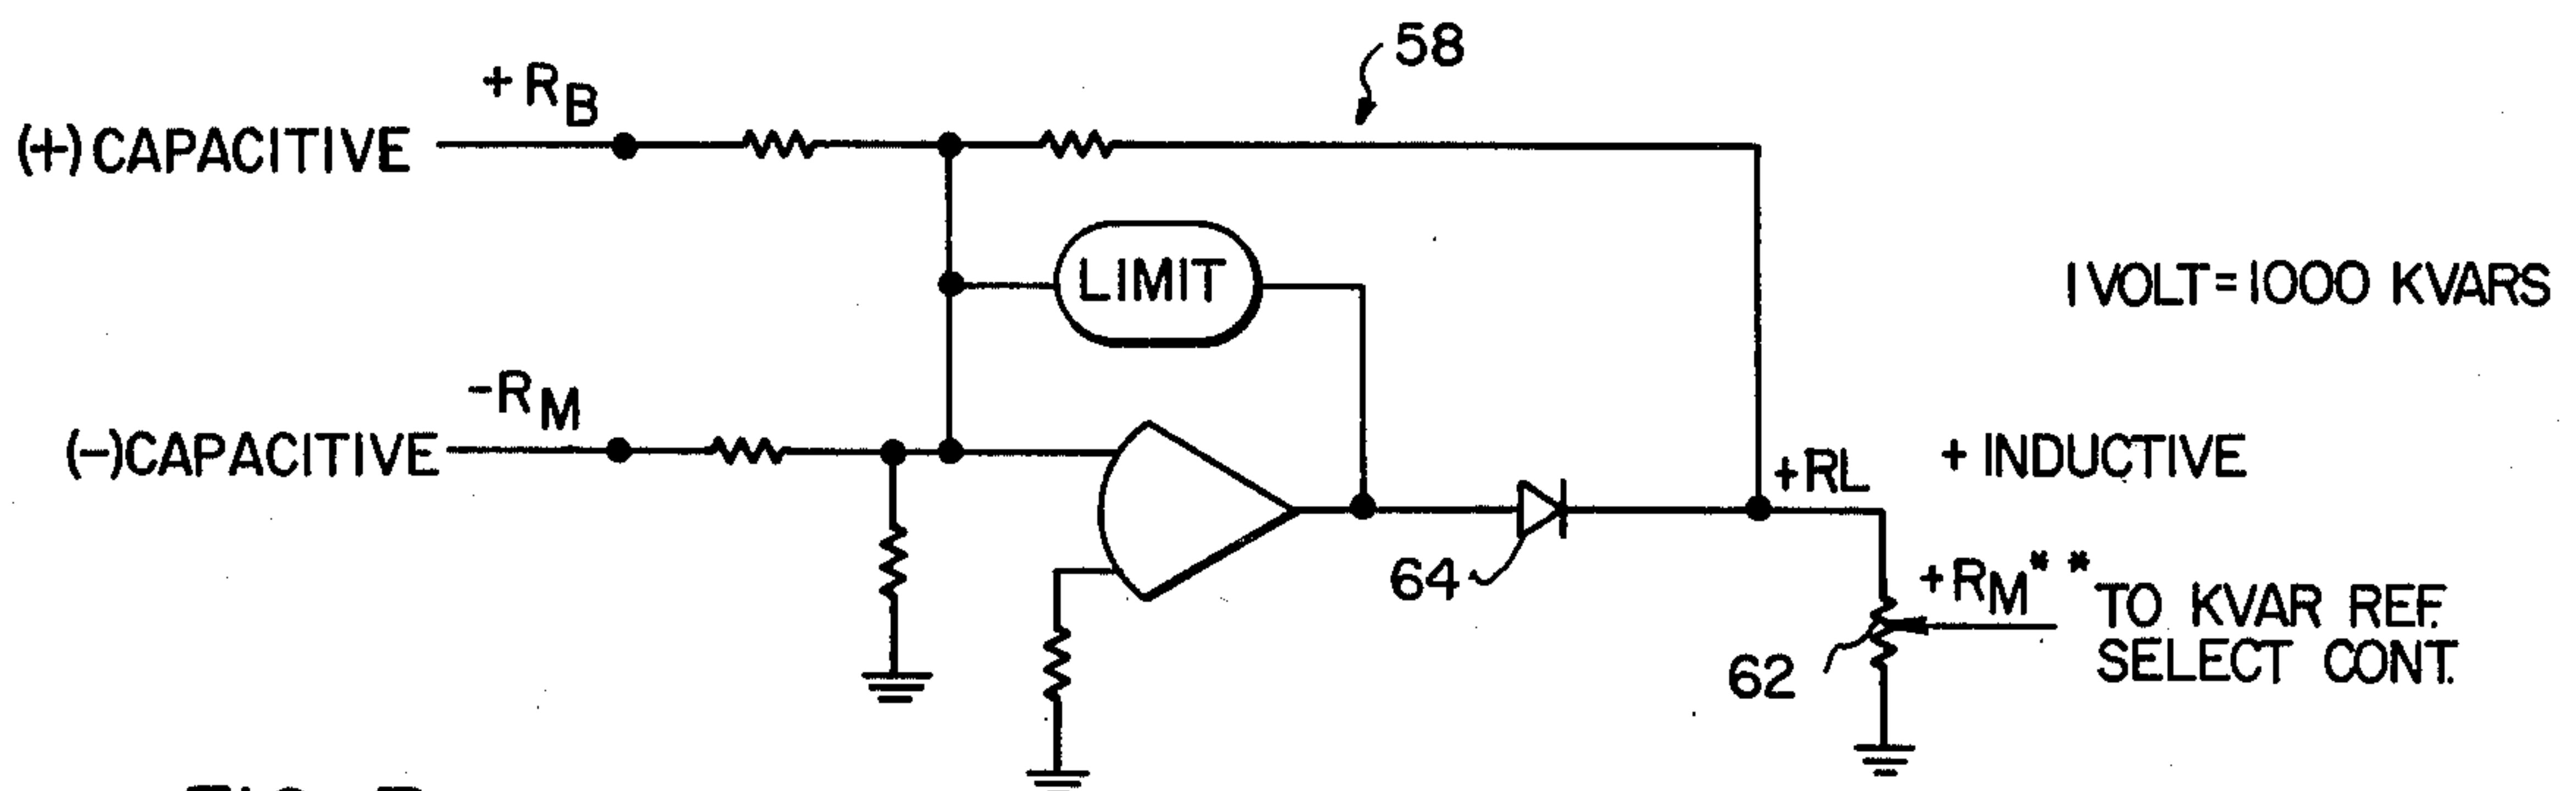 58
+RB
(+) CAPACITIVE
LIMIT
1 VOLT = 1000 KVARS
-RM
(-) CAPACITIVE
+RL
+ INDUCTIVE
64
+RM**
TO KVAR REF.
SELECT CONT.
62